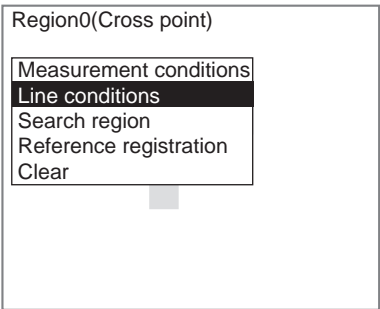 Region0(Cross point)
Measurement conditions
Line conditions
Search region
Reference registration
Clear